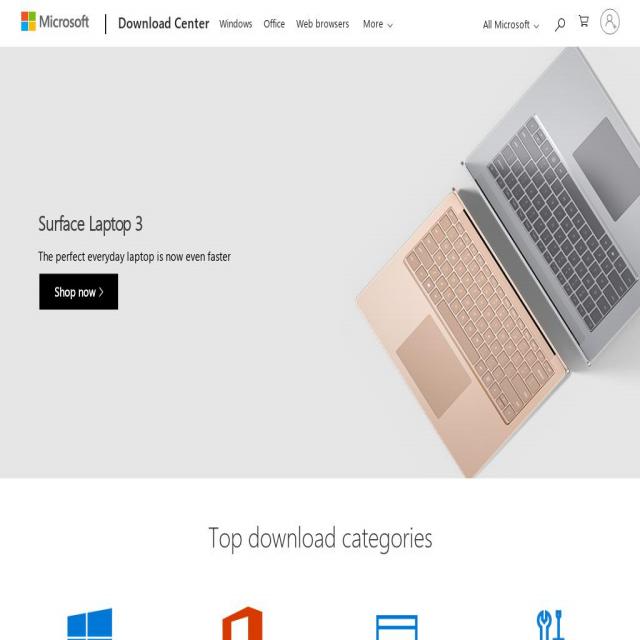 Microsoft
Download Center
Windows
Office
Web browsers
More
All Microsoft
Surface Laptop 3
The perfect everyday laptop is now even faster
Shop now
Top download categories